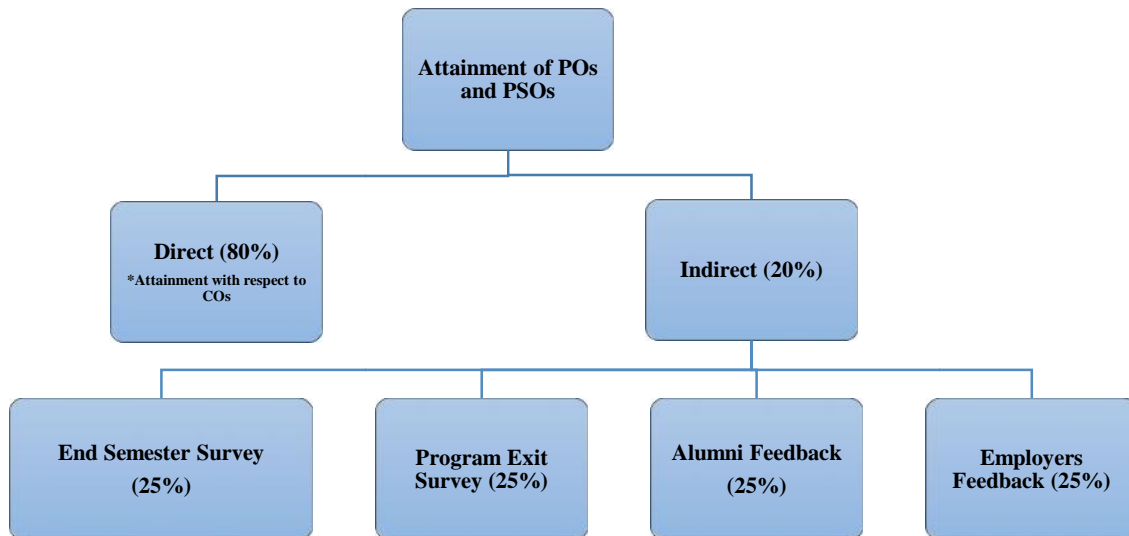 Attainment of POs
and PSOs
Direct (80%)
*Attainment with respect to
COs
Indirect (20%)
End Semester Survey
(25%)
Program Exit
Survey (25%)
Alumni Feedback
(25%)
Employers
Feedback (25%)